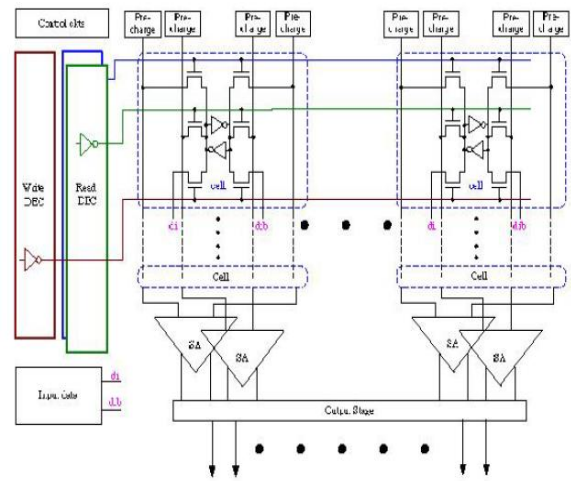 Control ckts
Pre-
charge
Pre-
charge
Pre-
charge
Pre-
charge
Pre-
charge
Pre-
charge
Pre-
charge
Pre-
charge
Write
DEC
Read
DEC
cell
cell
di
dib
di
dib
Cell
Cell
SA
SA
SA
SA
Input data
di
dib
Output Stage